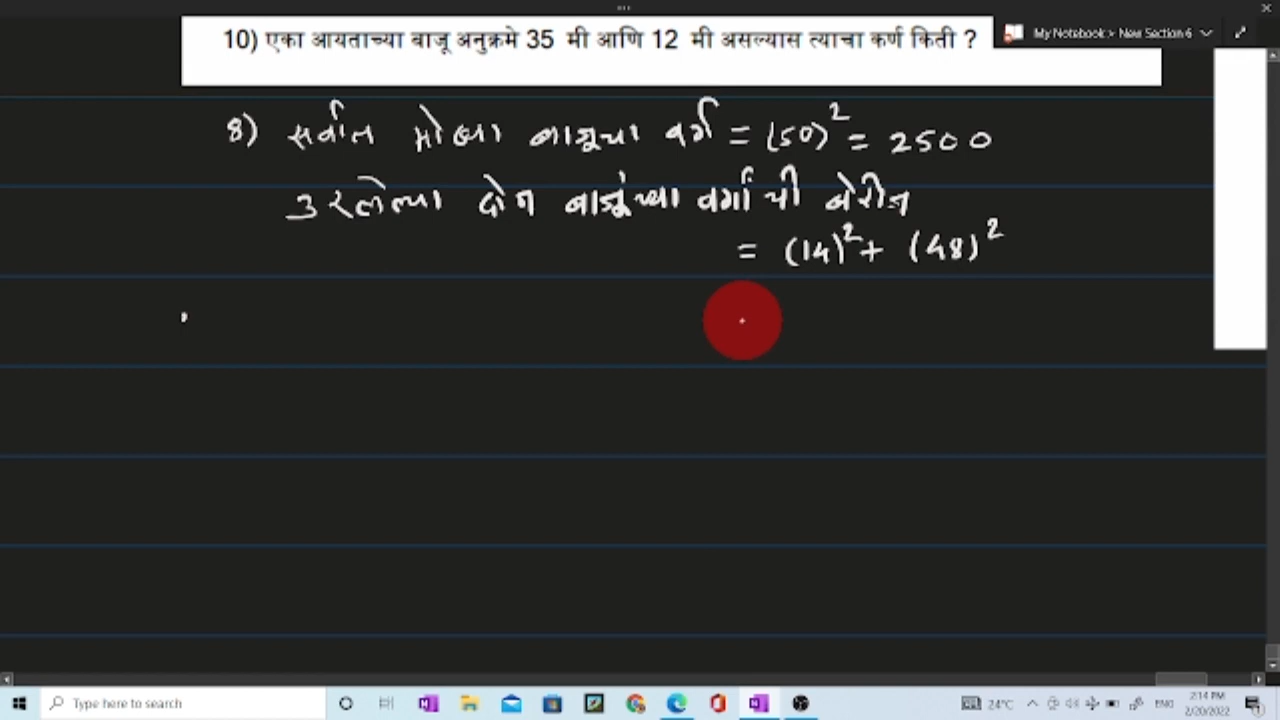 10) एका आयताच्या बाजू अनुक्रमे 35 मी आणि 12 मी असल्यास त्याचा कर्ण किती ?
My Notebook > New Section 6
8) सर्वात मोठ्या बाजूचा वर्ग = (50)² = 2500
उरलेल्या दोन बाजूंच्या वर्गाची बेरीज
= (14)² + (48)²
Type here to search
24°C
ENG
2:14 PM
2/20/2022